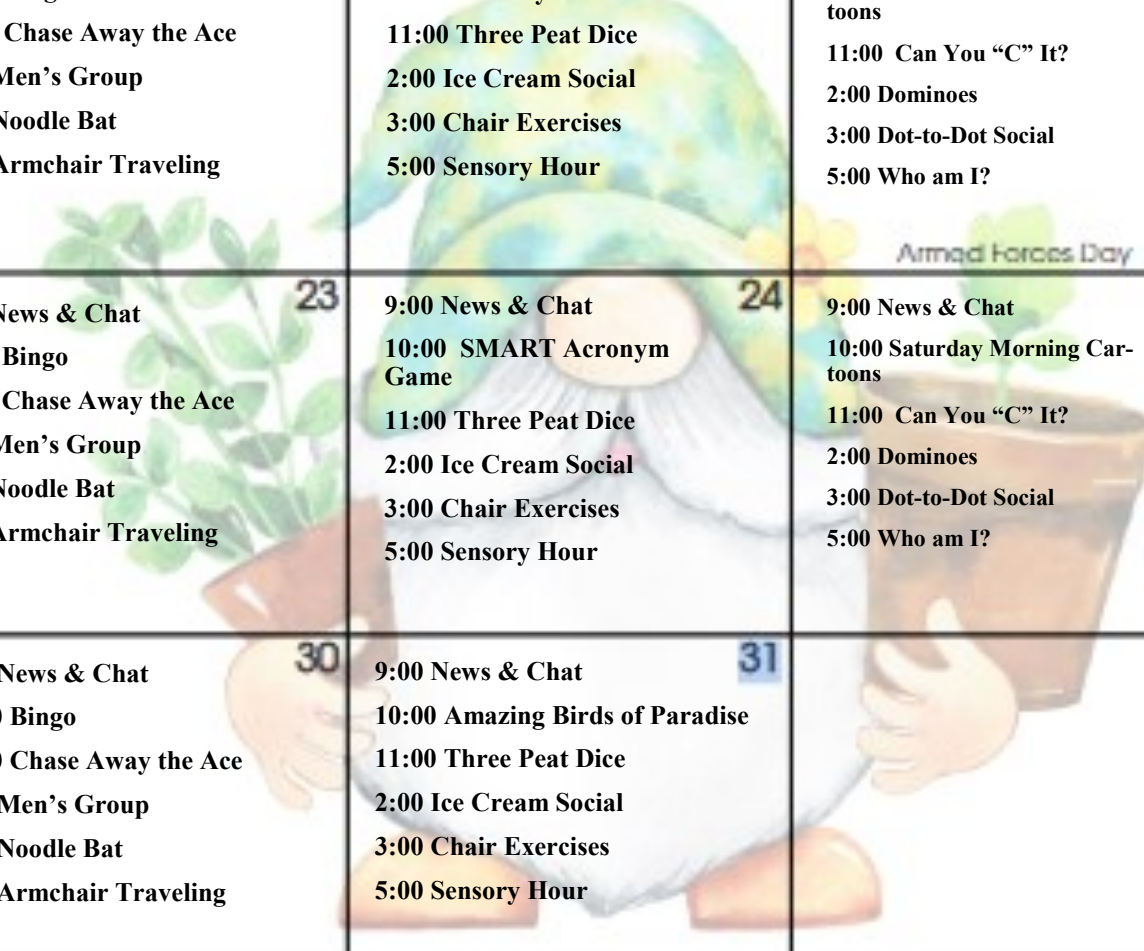 Chase Away the Ace
Men’s Group
Noodle Bat
Armchair Traveling
11:00 Three Peat Dice
2:00 Ice Cream Social
3:00 Chair Exercises
5:00 Sensory Hour
toons
11:00 Can You “C” It?
2:00 Dominoes
3:00 Dot-to-Dot Social
5:00 Who am I?
Armed Forces Day
23
News & Chat
Bingo
Chase Away the Ace
Men’s Group
Noodle Bat
Armchair Traveling
24
9:00 News & Chat
10:00 SMART Acronym
Game
11:00 Three Peat Dice
2:00 Ice Cream Social
3:00 Chair Exercises
5:00 Sensory Hour
9:00 News & Chat
10:00 Saturday Morning Car-
toons
11:00 Can You “C” It?
2:00 Dominoes
3:00 Dot-to-Dot Social
5:00 Who am I?
30
News & Chat
Bingo
Chase Away the Ace
Men’s Group
Noodle Bat
Armchair Traveling
31
9:00 News & Chat
10:00 Amazing Birds of Paradise
11:00 Three Peat Dice
2:00 Ice Cream Social
3:00 Chair Exercises
5:00 Sensory Hour